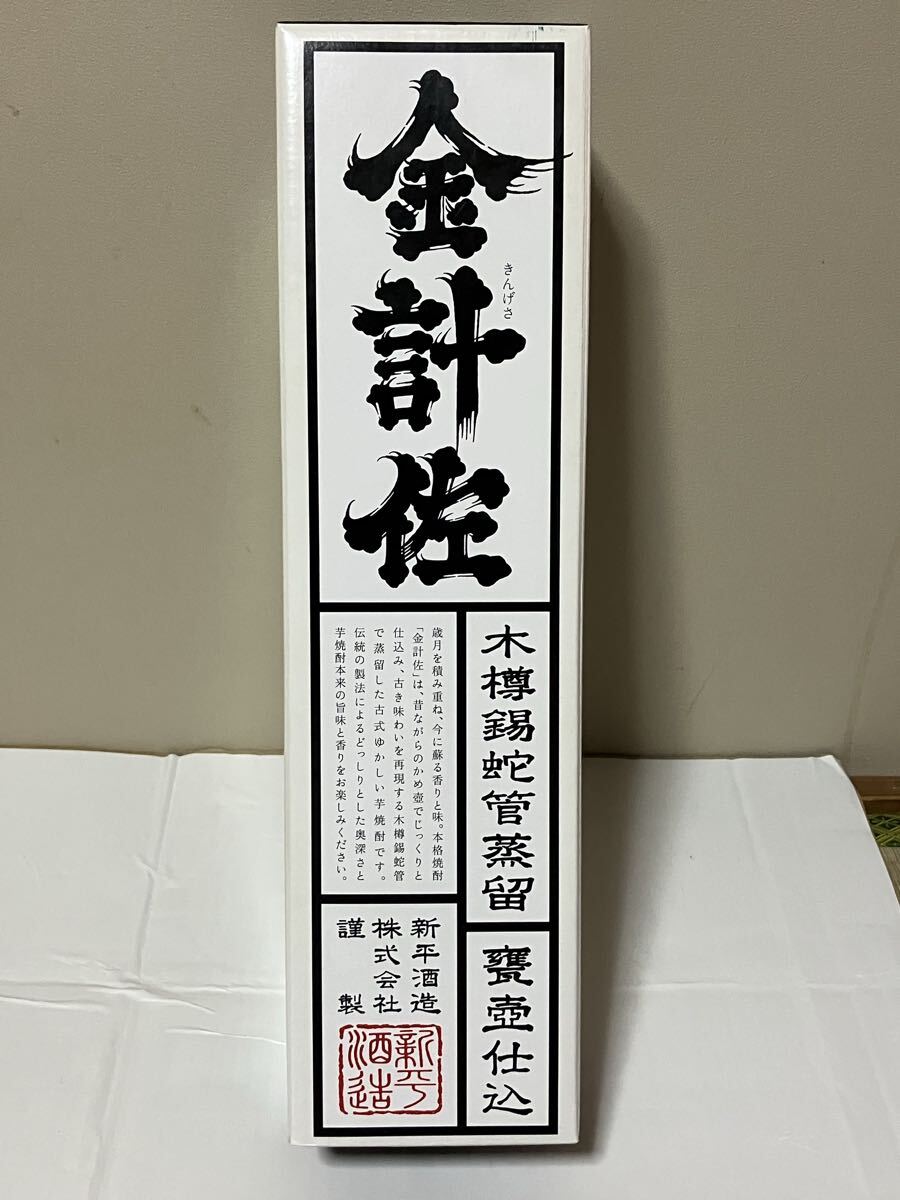 金計佐
きんげさ
木樽錫蛇管蒸留
甕壺仕込
歳月を積み重ね、今に蘇る香りと味。本格焼酎
「金計佐」は、昔ながらのかめ壺でじっくりと
仕込み、古き味わいを再現する木樽錫蛇管
で蒸留した古式ゆかしい芋焼酎です。
伝統の製法によるどっしりとした奥深さと
芋焼酎本来の旨味と香りをお楽しみください。
新平酒造
株式会社
謹製
新平
酒造